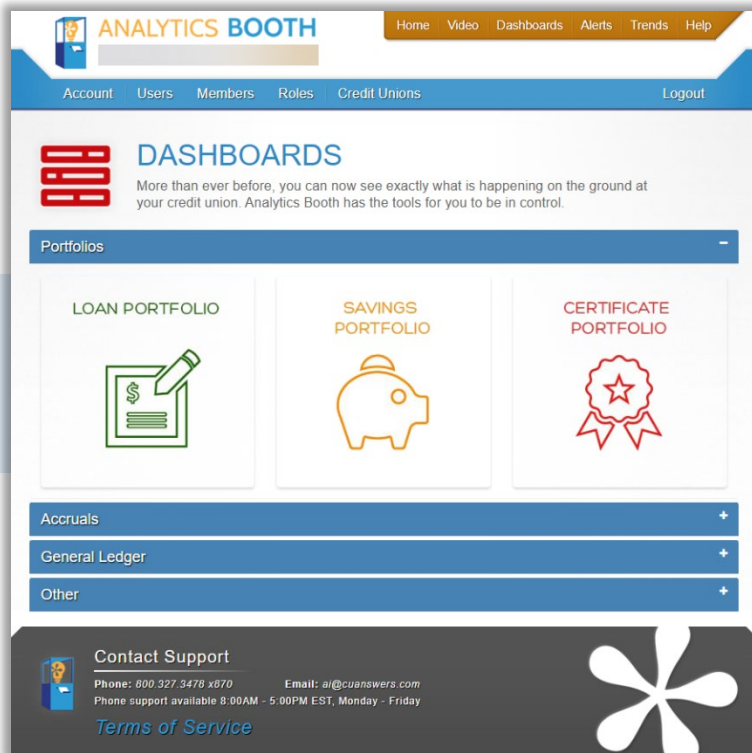 ANALYTICS BOOTH
Home Video Dashboards Alerts Trends Help
Account Users Members Roles Credit Unions Logout
DASHBOARDS
More than ever before, you can now see exactly what is happening on the ground at
your credit union. Analytics Booth has the tools for you to be in control.
Portfolios
LOAN PORTFOLIO
SAVINGS
PORTFOLIO
CERTIFICATE
PORTFOLIO
$
Accruals
General Ledger
Other
Contact Support
Phone: 800.327.3478 x870 Email: ai@cuanswers.com
Phone support available 8:00AM - 5:00PM EST, Monday - Friday
Terms of Service